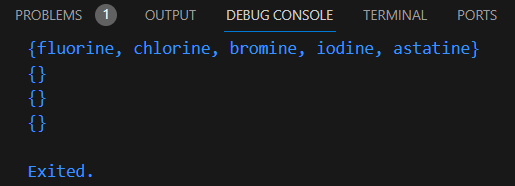 PROBLEMS 1 OUTPUT DEBUG CONSOLE TERMINAL PORTS
{fluorine, chlorine, bromine, iodine, astatine}
{}
{}
{}
Exited.